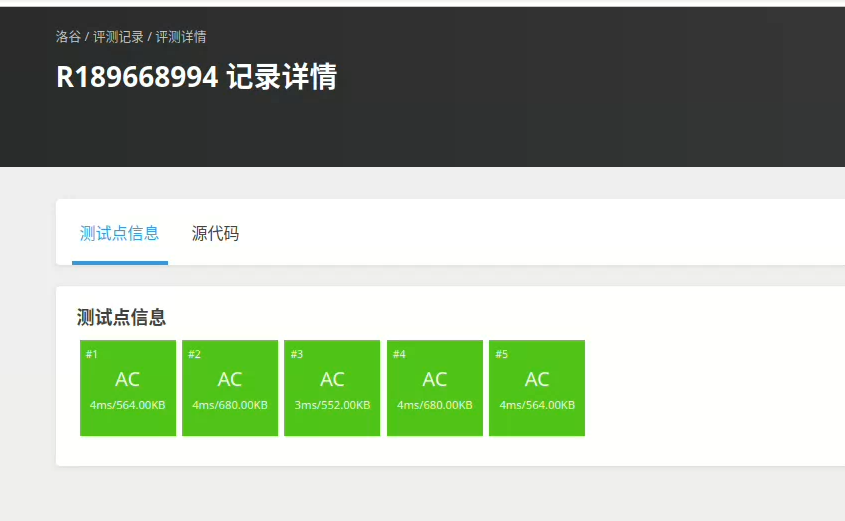 洛谷 / 评测记录 / 评测详情
R189668994 记录详情
测试点信息 源代码
测试点信息
#1 #2 #3 #4 #5
AC AC AC AC AC
4ms/564.00KB 4ms/680.00KB 3ms/552.00KB 4ms/680.00KB 4ms/564.00KB